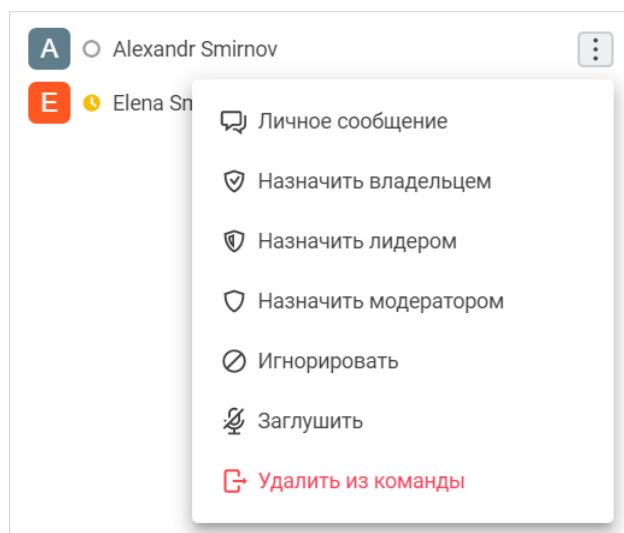 A Alexandr Smirnov
E Elena Sm
Личное сообщение
Назначить владельцем
Назначить лидером
Назначить модератором
Игнорировать
Заглушить
Удалить из команды